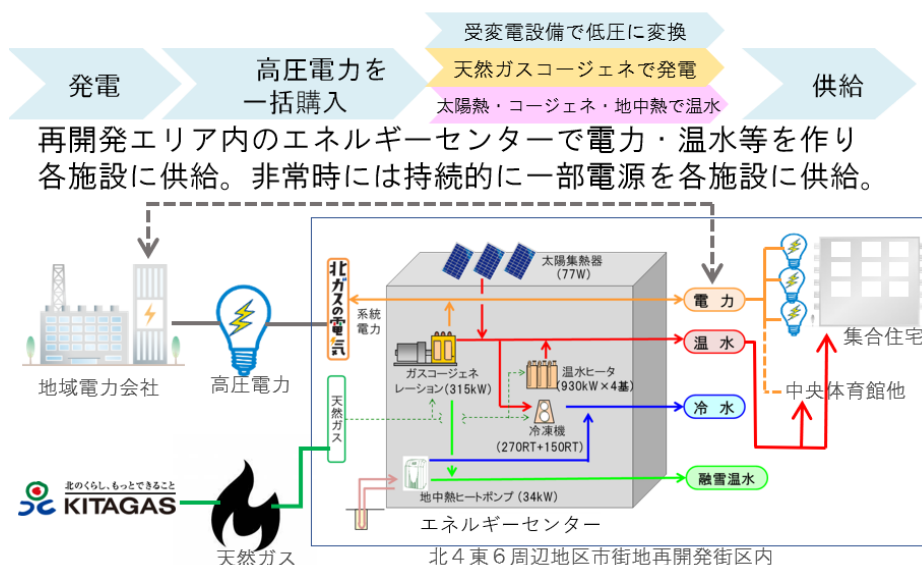 受変電設備で低圧に変換
発電
高圧電力を
一括購入
天然ガスコージェネで発電
供給
太陽熱・コージェネ・地中熱で温水
再開発エリア内のエネルギーセンターで電力・温水等を作り
各施設に供給。非常時には持続的に一部電源を各施設に供給。
太陽集熱器
(77W)
北ガスの電気
系統
電力
電 力
温 水
集合住宅
地域電力会社
高圧電力
ガスコージェネ
レーション(315kW)
温水ヒータ
(930kW×4基)
中央体育館他
天然ガス
冷 水
冷凍機
(270RT+150RT)
北のくらし、もっとできること
KITAGAS
地中熱ヒートポンプ(34kW)
融雪温水
エネルギーセンター
天然ガス
北4東6周辺地区市街地再開発街区内